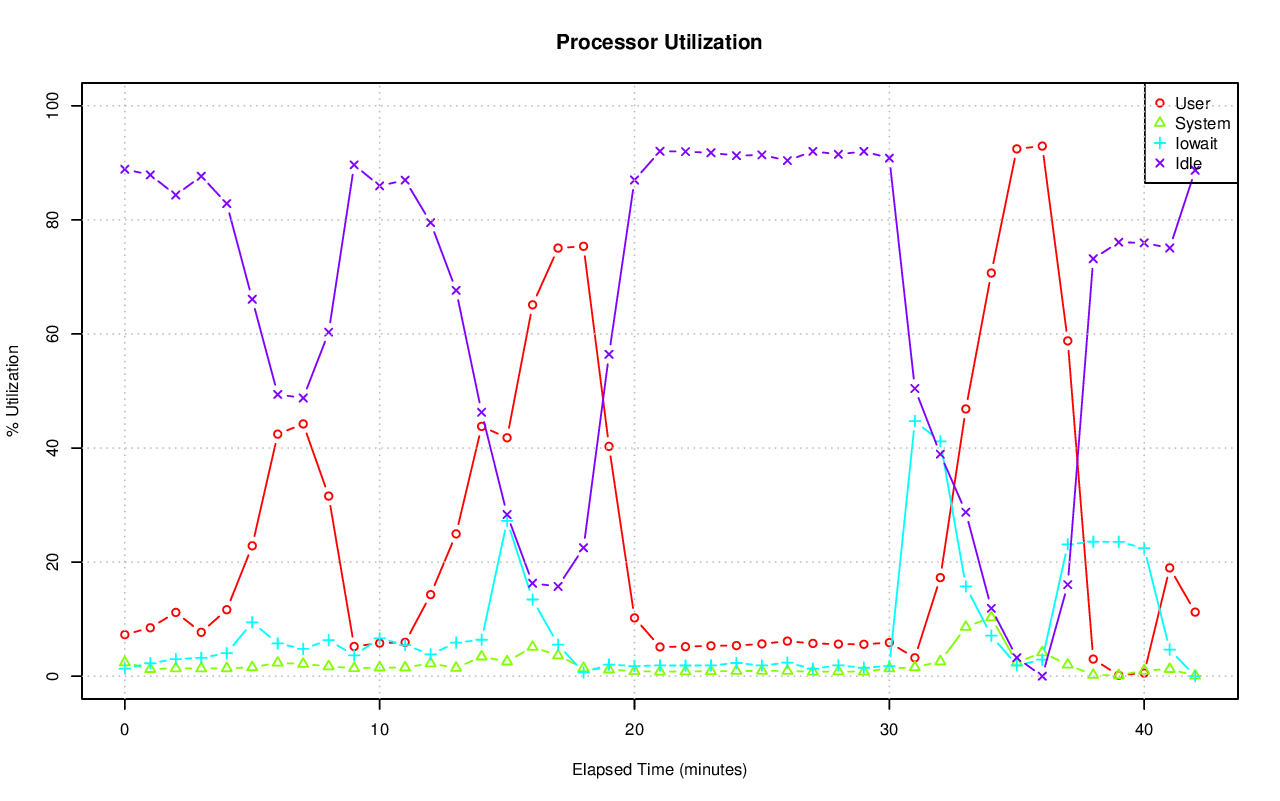 Processor Utilization
% Utilization
100
80
60
40
20
0
User
System
Iowait
Idle
0 10 20 30 40
Elapsed Time (minutes)